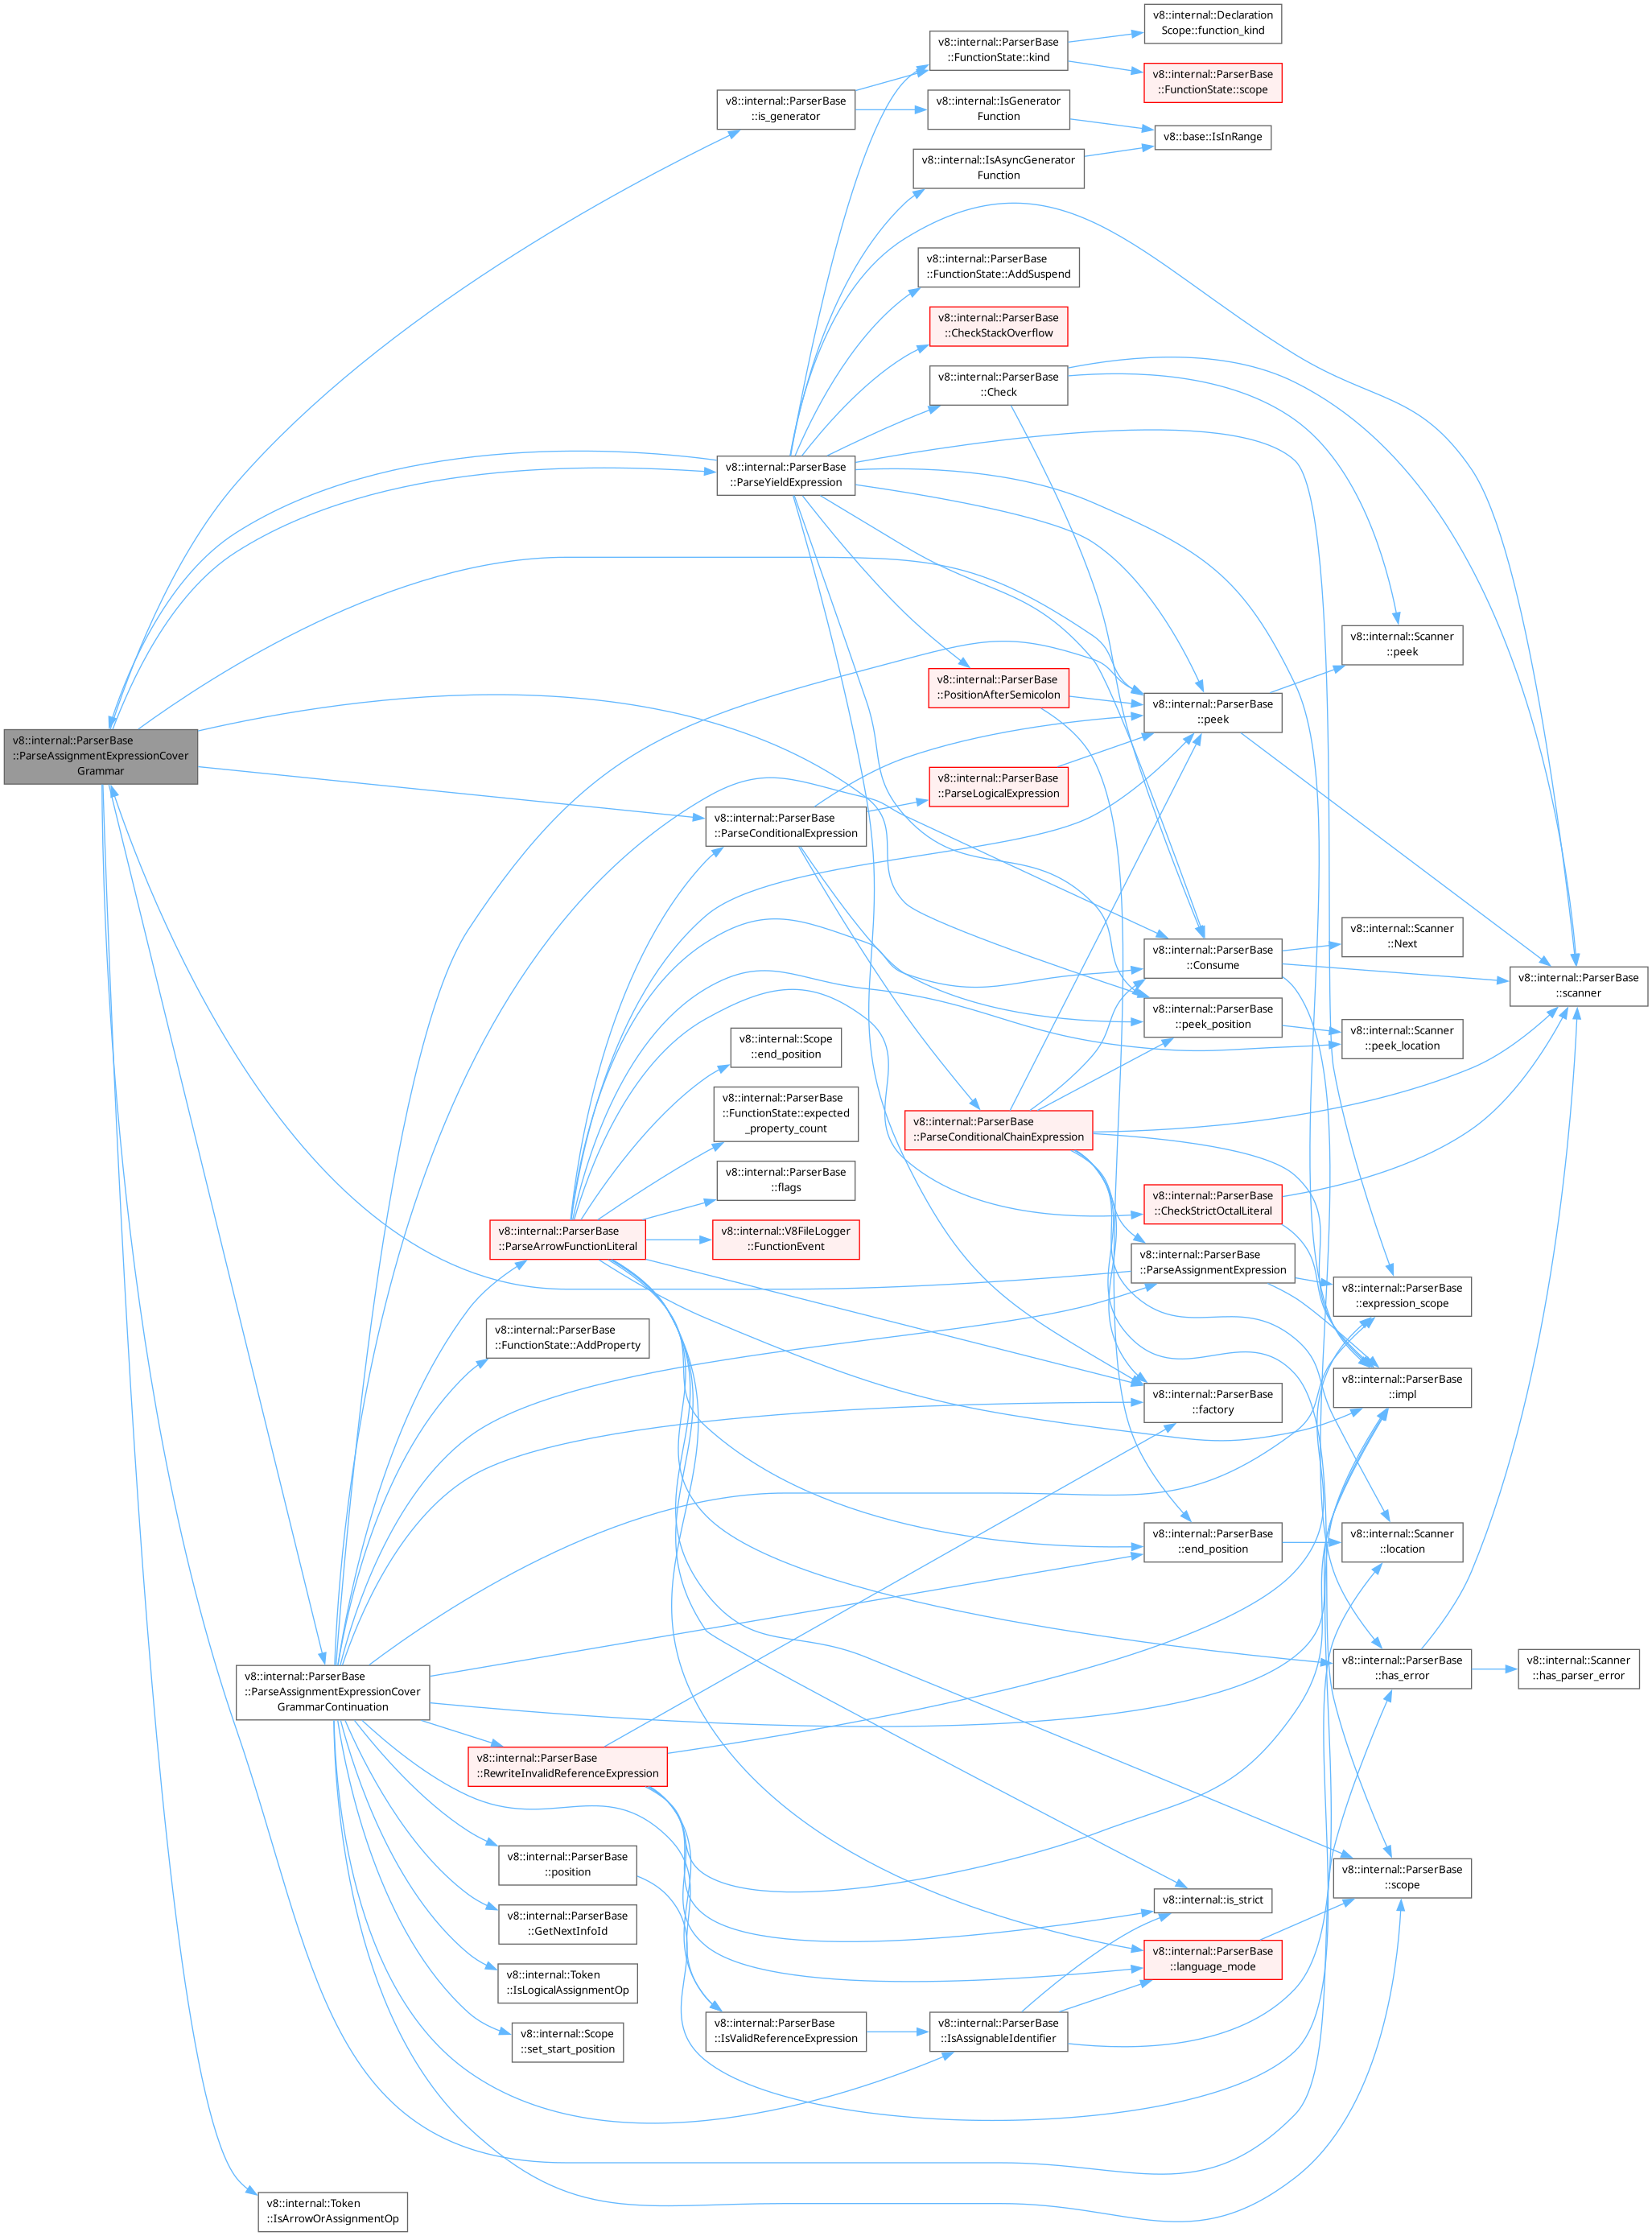 v8::internal::Declaration
Scope::function_kind
v8::internal::ParserBase
::FunctionState::kind
v8::internal::ParserBase
::FunctionState::scope
v8::internal::ParserBase
::is_generator
v8::internal::IsGenerator
Function
v8::base::IsInRange
v8::internal::IsAsyncGenerator
Function
v8::internal::ParserBase
::FunctionState::AddSuspend
v8::internal::ParserBase
::CheckStackOverflow
v8::internal::ParserBase
::Check
v8::internal::ParserBase
::ParseYieldExpression
v8::internal::Scanner
::peek
v8::internal::ParserBase
::PositionAfterSemicolon
v8::internal::ParserBase
::peek
v8::internal::ParserBase
::ParseAssignmentExpressionCover
Grammar
v8::internal::ParserBase
::ParseLogicalExpression
v8::internal::ParserBase
::ParseConditionalExpression
v8::internal::Scanner
::Next
v8::internal::ParserBase
::Consume
v8::internal::ParserBase
::scanner
v8::internal::ParserBase
::peek_position
v8::internal::Scanner
::peek_location
v8::internal::Scope
::end_position
v8::internal::ParserBase
::FunctionState::expected
_property_count
v8::internal::ParserBase
::ParseConditionalChainExpression
v8::internal::ParserBase
::flags
v8::internal::ParserBase
::CheckStrictOctalLiteral
v8::internal::ParserBase
::ParseArrowFunctionLiteral
v8::internal::V8FileLogger
::FunctionEvent
v8::internal::ParserBase
::ParseAssignmentExpression
v8::internal::ParserBase
::expression_scope
v8::internal::ParserBase
::FunctionState::AddProperty
v8::internal::ParserBase
::impl
v8::internal::ParserBase
::factory
v8::internal::ParserBase
::end_position
v8::internal::Scanner
::location
v8::internal::ParserBase
::has_error
v8::internal::Scanner
::has_parser_error
v8::internal::ParserBase
::ParseAssignmentExpressionCover
GrammarContinuation
v8::internal::ParserBase
::RewriteInvalidReferenceExpression
v8::internal::ParserBase
::position
v8::internal::ParserBase
::scope
v8::internal::is_strict
v8::internal::ParserBase
::GetNextInfoId
v8::internal::ParserBase
::language_mode
v8::internal::Token
::IsLogicalAssignmentOp
v8::internal::Scope
::set_start_position
v8::internal::ParserBase
::IsValidReferenceExpression
v8::internal::ParserBase
::IsAssignableIdentifier
v8::internal::Token
::IsArrowOrAssignmentOp